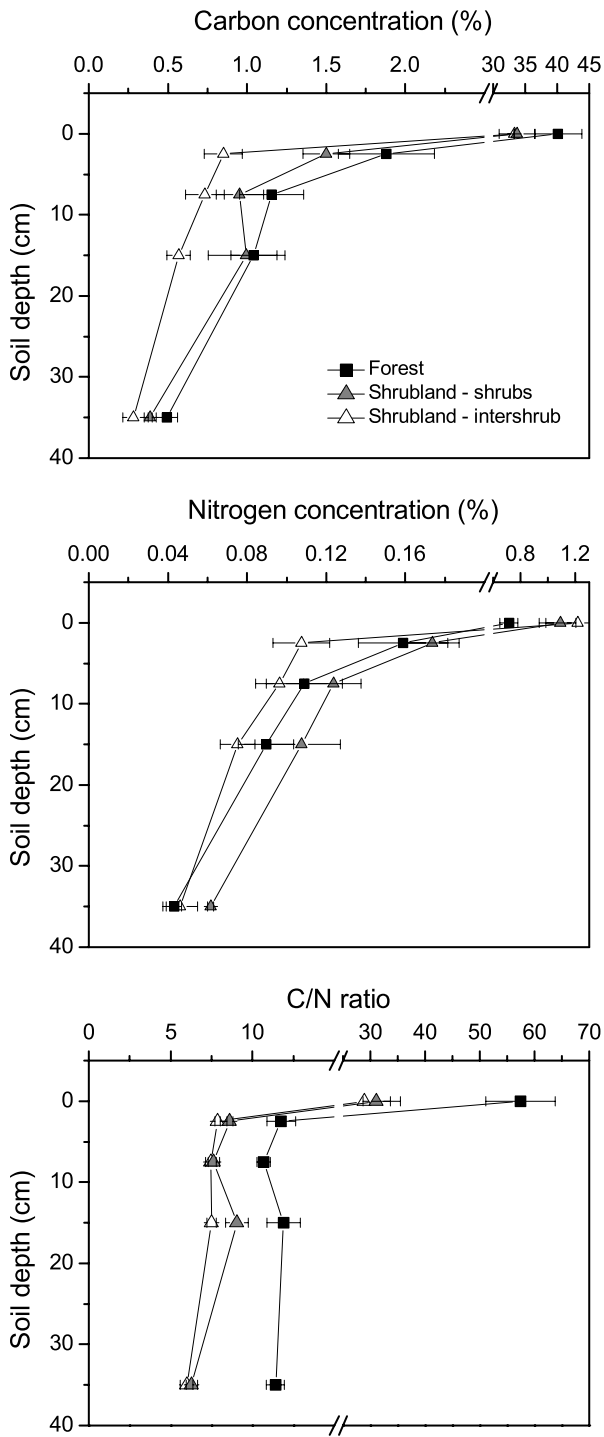 Carbon concentration (%)
0.0 0.5 1.0 1.5 2.0 30 35 40 45
0
10
20
30
40
Soil depth (cm)
Forest
Shrubland - shrubs
Shrubland - intershrub
Nitrogen concentration (%)
0.00 0.04 0.08 0.12 0.16 0.8 1.2
0
10
20
30
40
Soil depth (cm)
C/N ratio
0 5 10 30 40 50 60 70
0
10
20
30
40
Soil depth (cm)